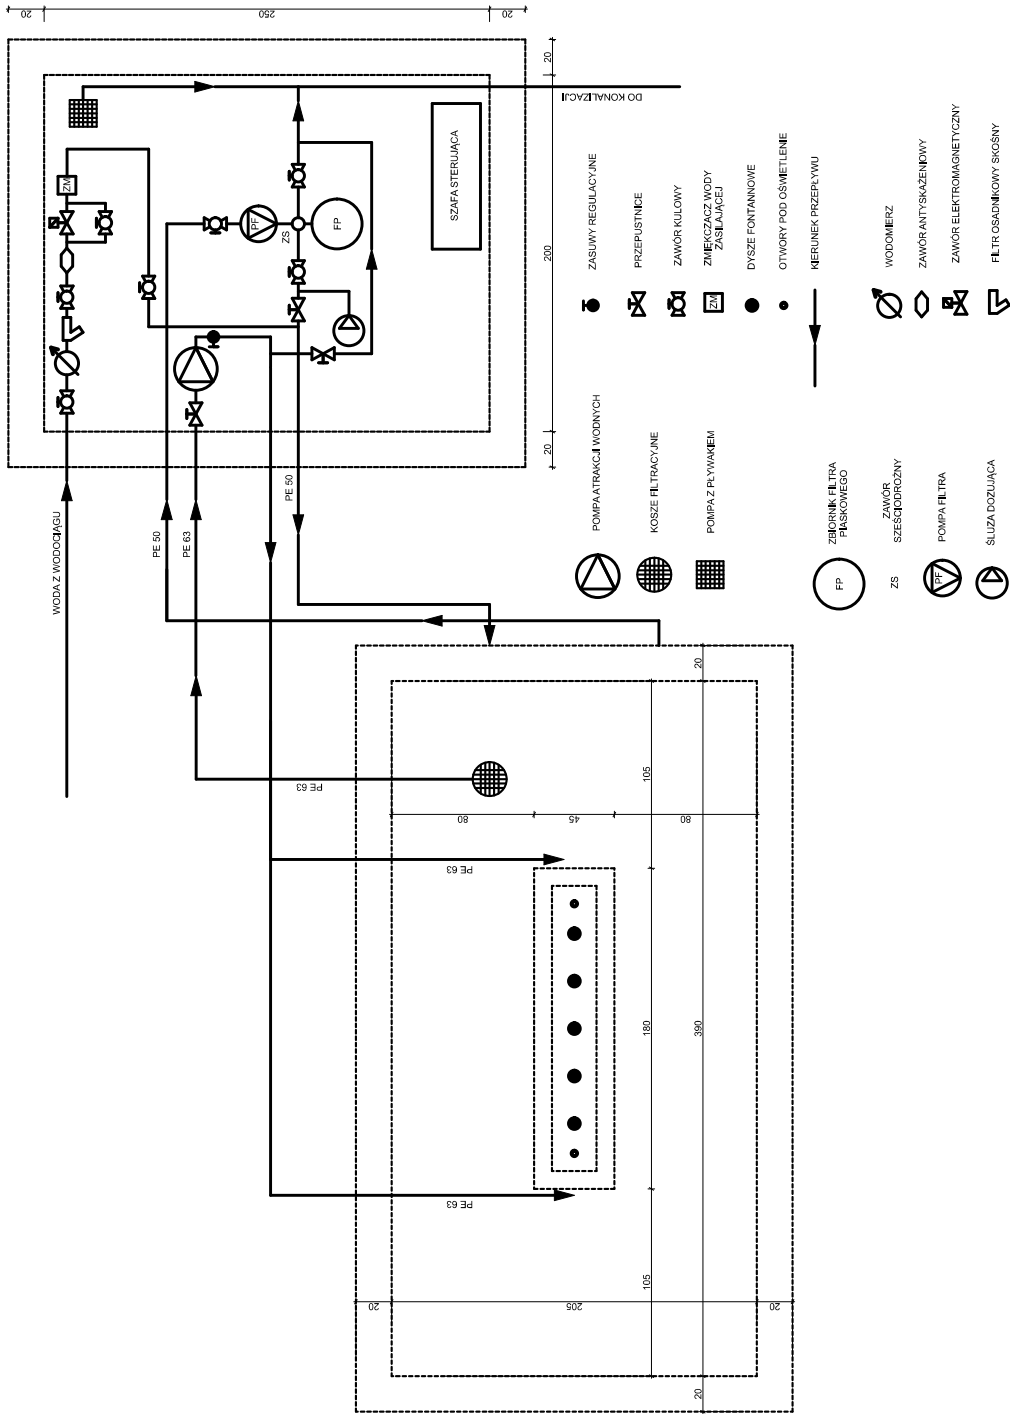 20
250
20
20
200
20
DO KONALIZACJI
SZAFA STERUJĄCA
ZM
PF
ZS
FP
WODA Z WODOCIĄGU
PE 50
PE 63
PE 50
PE 63
PE 63
PE 63
80
45
80
20
105
180
390
105
20
20
205
20
ZASUWY REGULACYJNE
PRZEPUSTNICE
ZAWÓR KULOWY
ZM
ZMIĘKCZACZ WODY
ZASILAJĄCEJ
DYSZE FONTANNOWE
OTWORY POD OŚWIETLENIE
KIERUNEK PRZEPŁYWU
WODOMIERZ
ZAWÓR ANTYSKAŻENIOWY
ZAWÓR ELEKTROMAGNETYCZNY
FILTR OSADNIKOWY SKOŚNY
POMPA ATRAKCJI WODNYCH
KOSZE FILTRACYJNE
POMPA Z PŁYWAKIEM
FP
ZBIORNIK FILTRA
PIASKOWEGO
ZS
ZAWÓR
SZEŚCIODROŻNY
PF
POMPA FILTRA
ŚLUZA DOZUJĄCA